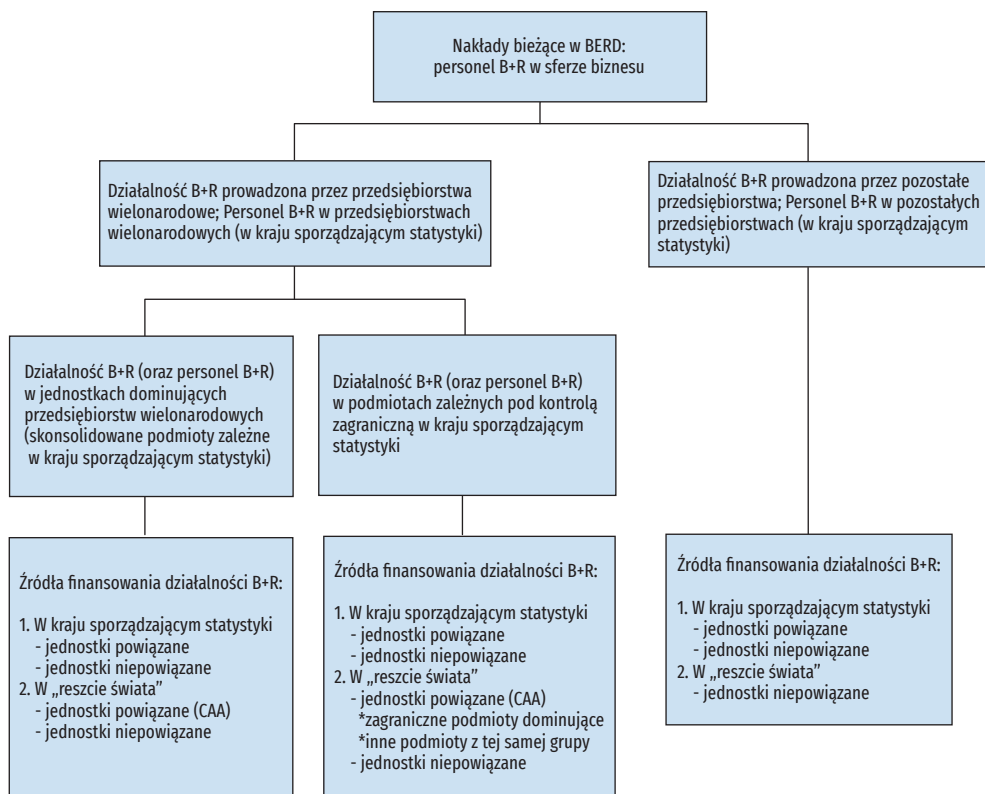 Nakłady bieżące w BERD:
personel B+R w sferze biznesu
Działalność B+R prowadzona przez przedsiębiorstwa
wielonarodowe; Personel B+R w przedsiębiorstwach
wielonarodowych (w kraju sporządzającym statystyki)
Działalność B+R prowadzona przez pozostałe
przedsiębiorstwa; Personel B+R w pozostałych
przedsiębiorstwach (w kraju sporządzającym
statystyki)
Działalność B+R (oraz personel B+R)
w jednostkach dominujących
przedsiębiorstw wielonarodowych
(skonsolidowane podmioty zależne
w kraju sporządzającym statystyki)
Działalność B+R (oraz personel B+R)
w podmiotach zależnych pod kontrolą
zagraniczną w kraju sporządzającym
statystyki
Źródła finansowania działalności B+R:
1. W kraju sporządzającym statystyki
- jednostki powiązane
- jednostki niepowiązane
2. W „reszcie świata”
- jednostki powiązane (CAA)
- jednostki niepowiązane
Źródła finansowania działalności B+R:
1. W kraju sporządzającym statystyki
- jednostki powiązane
- jednostki niepowiązane
2. W „reszcie świata”
- jednostki powiązane (CAA)
*zagraniczne podmioty dominujące
*inne podmioty z tej samej grupy
- jednostki niepowiązane
Źródła finansowania działalności B+R:
1. W kraju sporządzającym statystyki
- jednostki powiązane
- jednostki niepowiązane
2. W „reszcie świata”
- jednostki niepowiązane